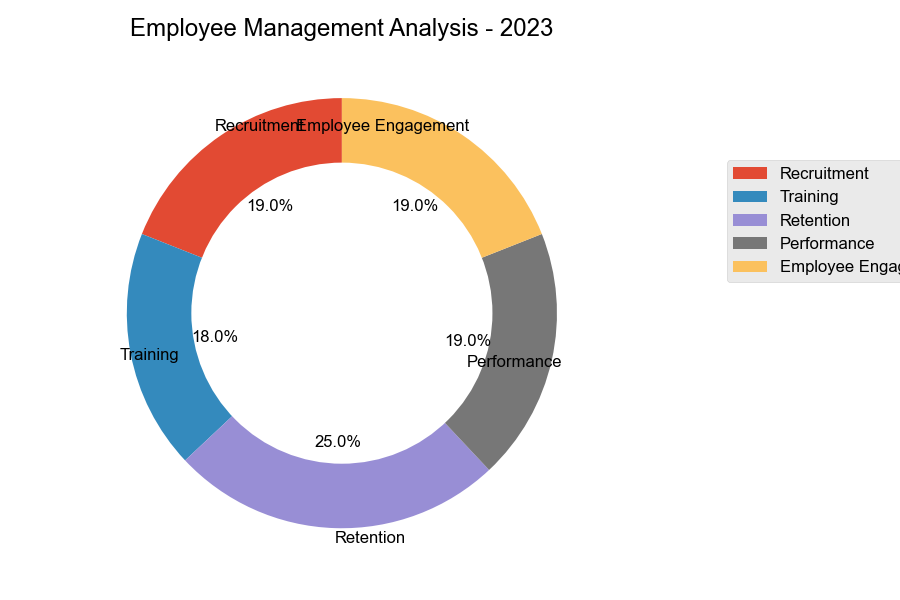 Employee Management Analysis - 2023
Recruitment
Employee Engagement
19.0%
19.0%
18.0%
Training
19.0%
Performance
25.0%
Retention
Recruitment
Training
Retention
Performance
Employee Engag